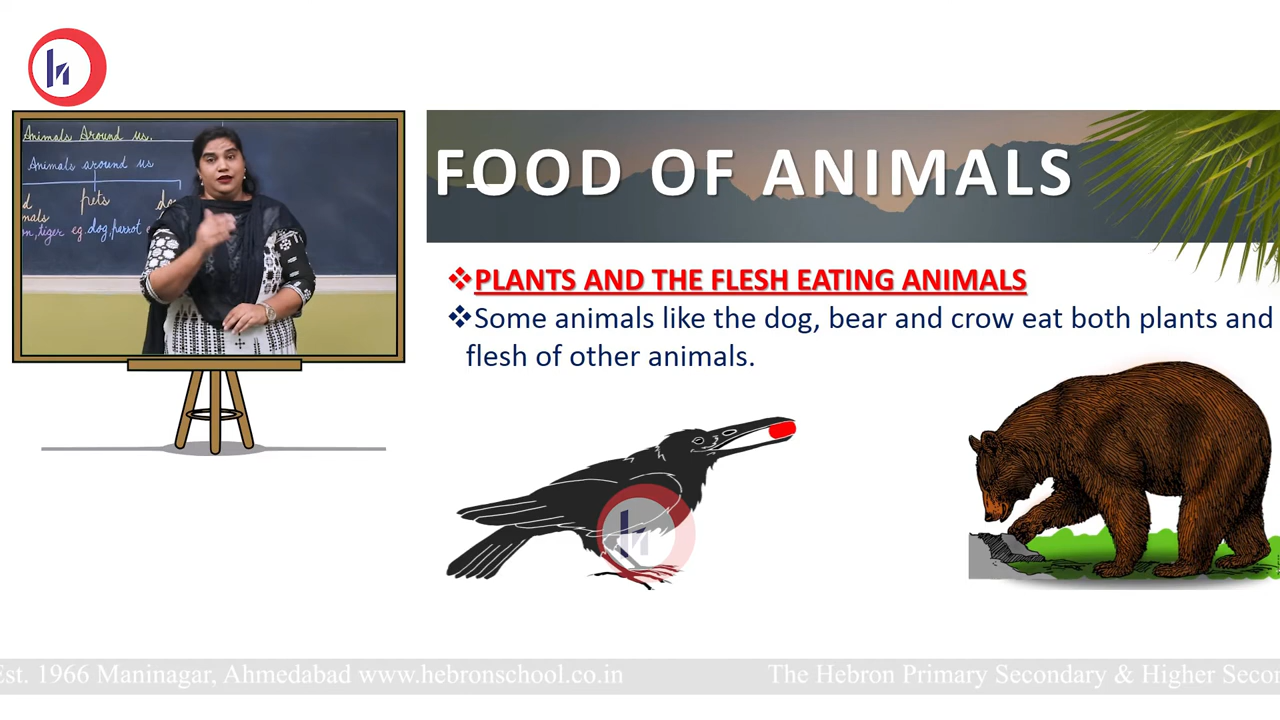 Animals Around us.
Animals around us
pets
tiger eg. dog, parrot
FOOD OF ANIMALS
❖PLANTS AND THE FLESH EATING ANIMALS
❖Some animals like the dog, bear and crow eat both plants and
flesh of other animals.
Est. 1966 Maninagar, Ahmedabad www.hebronschool.co.in
The Hebron Primary Secondary & Higher Secon